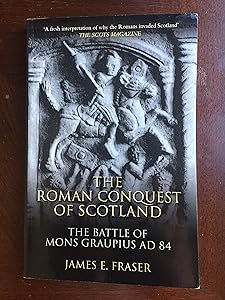 'A fresh interpretation of why the Romans invaded Scotland'
THE SCOTS MAGAZINE
THE
ROMAN CONQUEST
OF SCOTLAND
THE BATTLE OF
MONS GRAUPIUS AD 84
JAMES E. FRASER